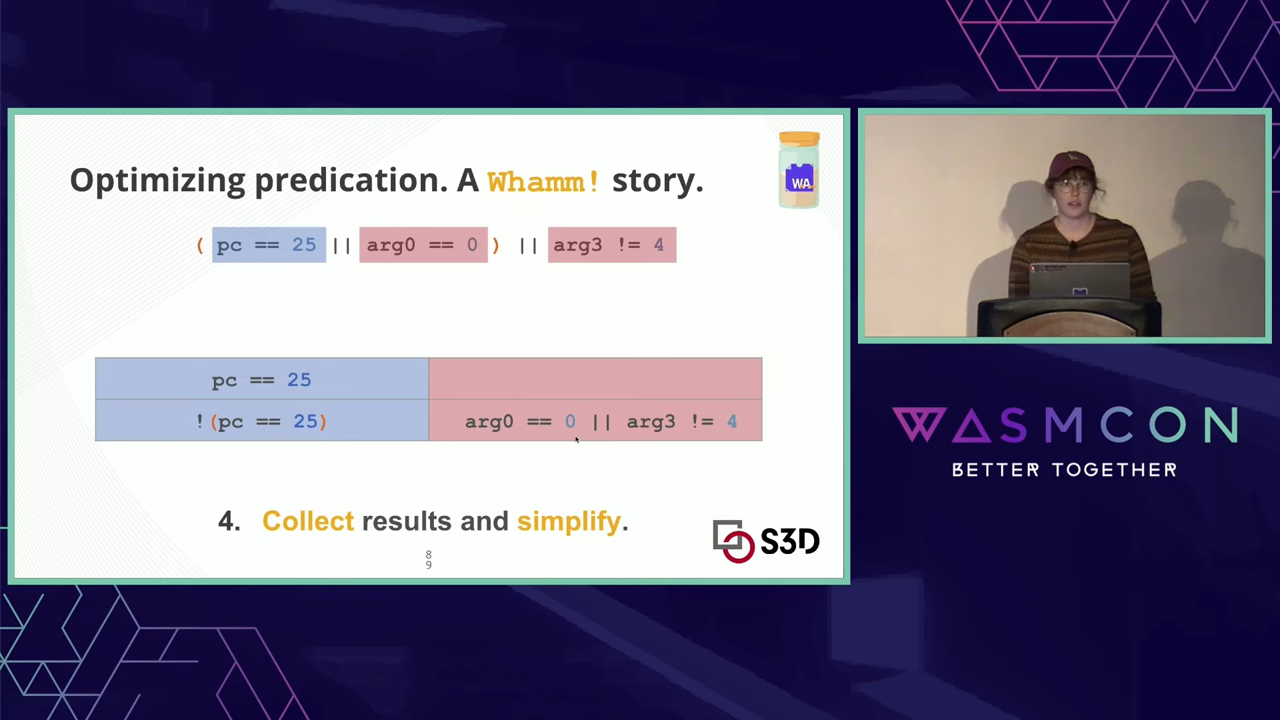 Optimizing predication. A Whamm! story.
WA
( pc == 25 || arg0 == 0 ) || arg3 != 4
pc == 25
!(pc == 25) arg0 == 0 || arg3 != 4
4. Collect results and simplify.
8
9
S3D
WASMCON
BETTER TOGETHER